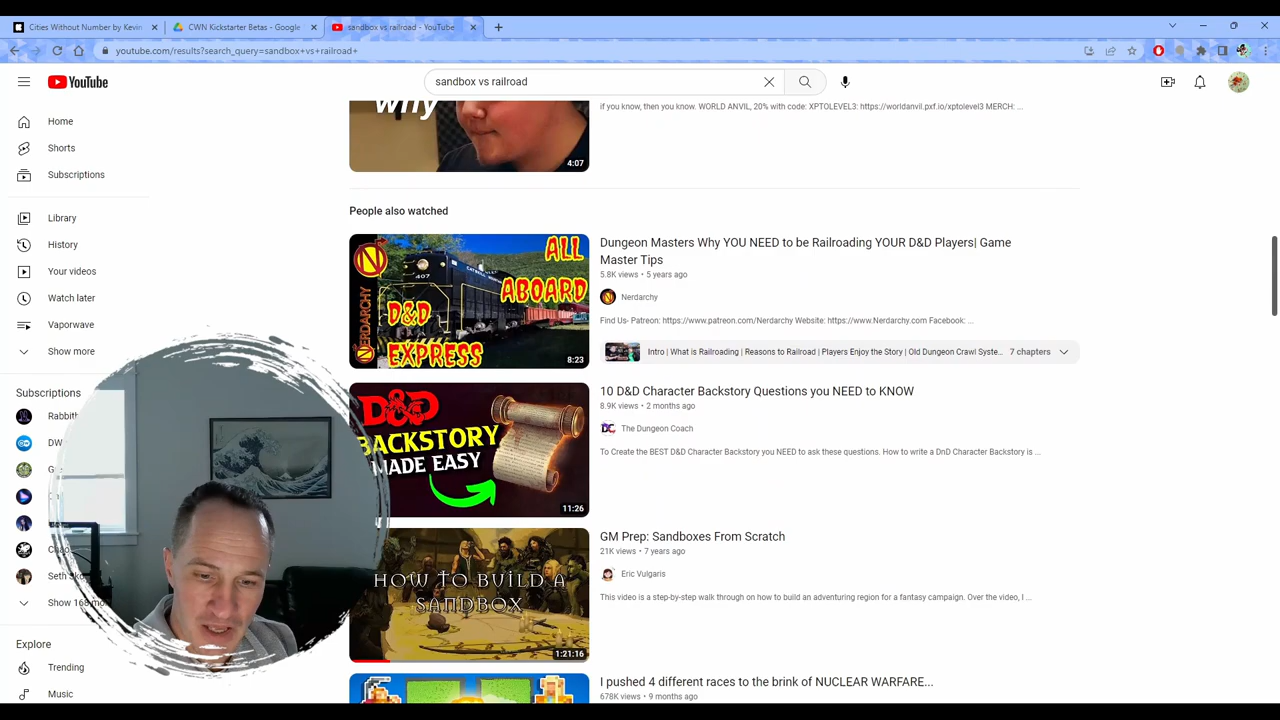 Cities Without Number by Kevin
CWN Kickstarter Betas - Google
sandbox vs railroad - YouTube
youtube.com/results?search_query=sandbox+vs+railroad+
YouTube
sandbox vs railroad
why
4:07
if you know, then you know. WORLD ANVIL, 20% with code: XPTOLEVEL3: https://worldanvil.pxf.io/xptolevel3 MERCH: ...
Home
Shorts
Subscriptions
Library
History
Your videos
Watch later
Vaporwave
Show more
Subscriptions
Rabbit
DW
G
Ch
Seth Sko
Show 168 mo
Explore
Trending
Music
People also watched
ALL
ABOARD
D&D
EXPRESS
NERDARCHY
407
8:23
Dungeon Masters Why YOU NEED to be Railroading YOUR D&D Players| Game
Master Tips
5.8K views • 5 years ago
Nerdarchy
Find Us- Patreon: https://www.patreon.com/Nerdarchy Website: https://www.Nerdarchy.com Facebook: ...
Intro | What is Railroading | Reasons to Railroad | Players Enjoy the Story | Old Dungeon Crawl Syste...
7 chapters
D&D
BACKSTORY
MADE EASY
11:26
10 D&D Character Backstory Questions you NEED to KNOW
8.9K views • 2 months ago
The Dungeon Coach
To Create the BEST D&D Character Backstory you NEED to ask these questions. How to write a DnD Character Backstory is ...
HOW TO BUILD A
SANDBOX
1:21:16
GM Prep: Sandboxes From Scratch
21K views • 7 years ago
Eric Vulgaris
This video is a step-by-step walk through on how to build an adventuring region for a fantasy campaign. Over the video, I ...
I pushed 4 different races to the brink of NUCLEAR WARFARE...
678K views • 9 months ago